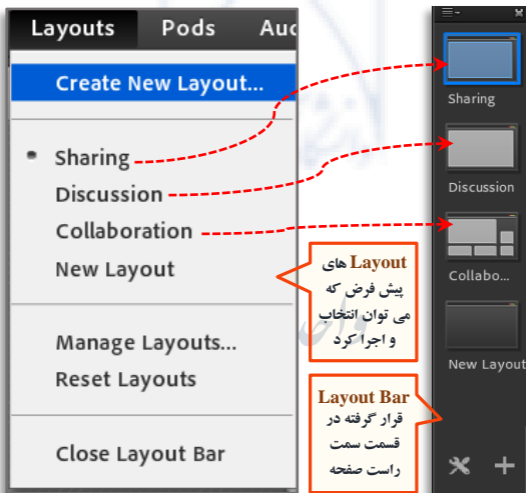 Layouts Pods Auc
Create New Layout...
Sharing
Discussion
Collaboration
New Layout
Manage Layouts...
Reset Layouts
Close Layout Bar
Layout های
پیش فرض که
می توان انتخاب
و اجرا کرد
Layout Bar
قرار گرفته در
قسمت سمت
راست صفحه
Sharing
Discussion
Collabo...
New Layout